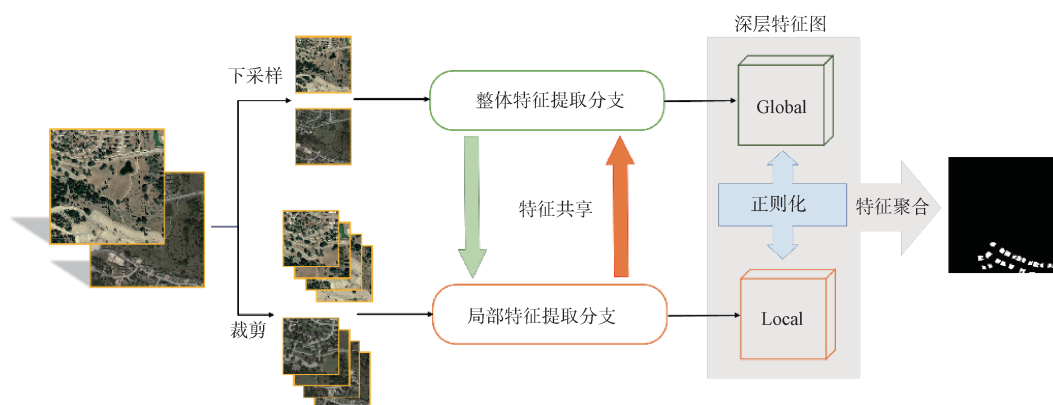 深层特征图
下采样
整体特征提取分支
Global
特征共享
正则化
特征聚合
裁剪
局部特征提取分支
Local